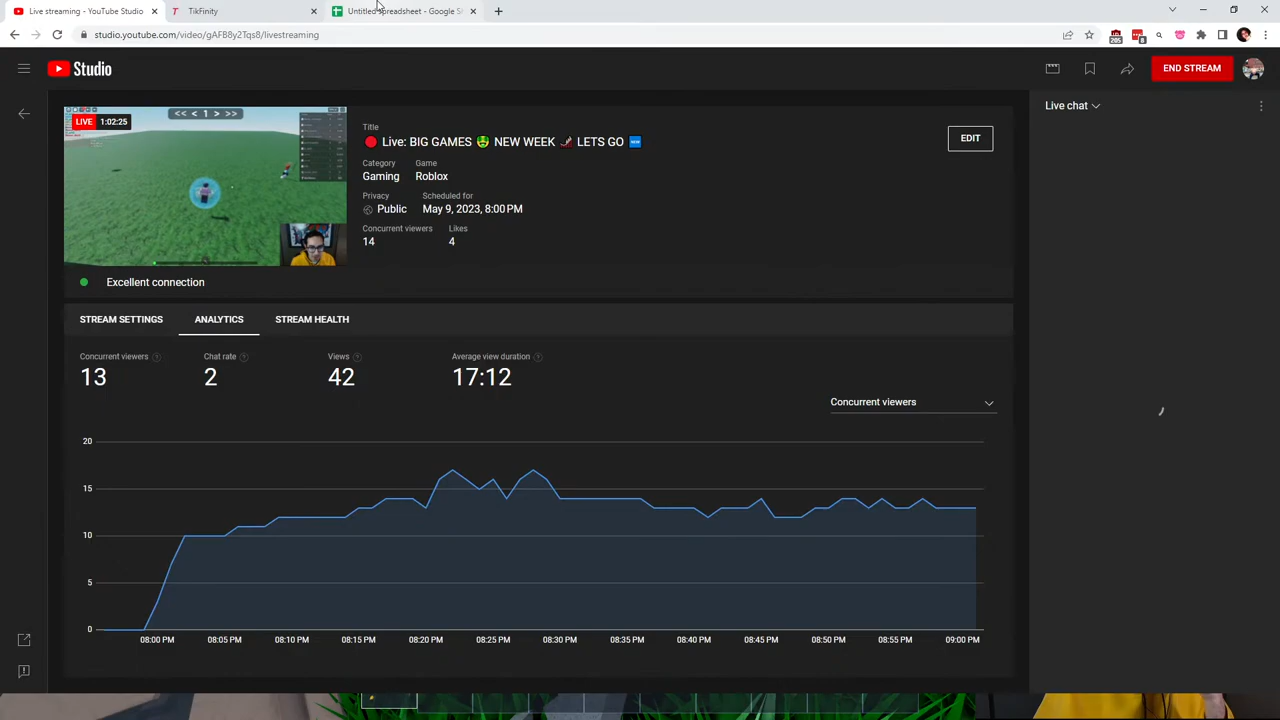 Live streaming - YouTube Studio
TikFinity
Untitled spreadsheet - Google Sh
studio.youtube.com/video/gAFB8y2Tqs8/livestreaming
Studio
END STREAM
LIVE 1:02:25
<< < 1 > >>
Title
Live: BIG GAMES 🤑 NEW WEEK 🎢 LETS GO 🆕
EDIT
Category Game
Gaming Roblox
Privacy Scheduled for
Public May 9, 2023, 8:00 PM
Concurrent viewers Likes
14 4
Excellent connection
STREAM SETTINGS ANALYTICS STREAM HEALTH
Concurrent viewers Chat rate Views Average view duration
13 2 42 17:12
Concurrent viewers
20
15
10
5
0
08:00 PM 08:05 PM 08:10 PM 08:15 PM 08:20 PM 08:25 PM 08:30 PM 08:35 PM 08:40 PM 08:45 PM 08:50 PM 08:55 PM 09:00 PM
Live chat